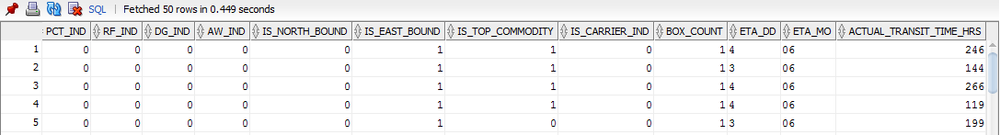 SQL | Fetched 50 rows in 0.449 seconds
PCT_IND RF_IND DG_IND AW_IND IS_NORTH_BOUND IS_EAST_BOUND IS_TOP_COMMODITY IS_CARRIER_IND BOX_COUNT ETA_DD ETA_MO ACTUAL_TRANSIT_TIME_HRS
1 0 0 0 0 0 1 1 0 1 4 06 246
2 0 0 0 0 0 1 1 0 1 3 06 144
3 0 0 0 0 0 1 1 0 1 4 06 266
4 0 0 0 0 0 1 1 0 1 4 06 119
5 0 0 0 0 0 1 0 0 1 3 06 199